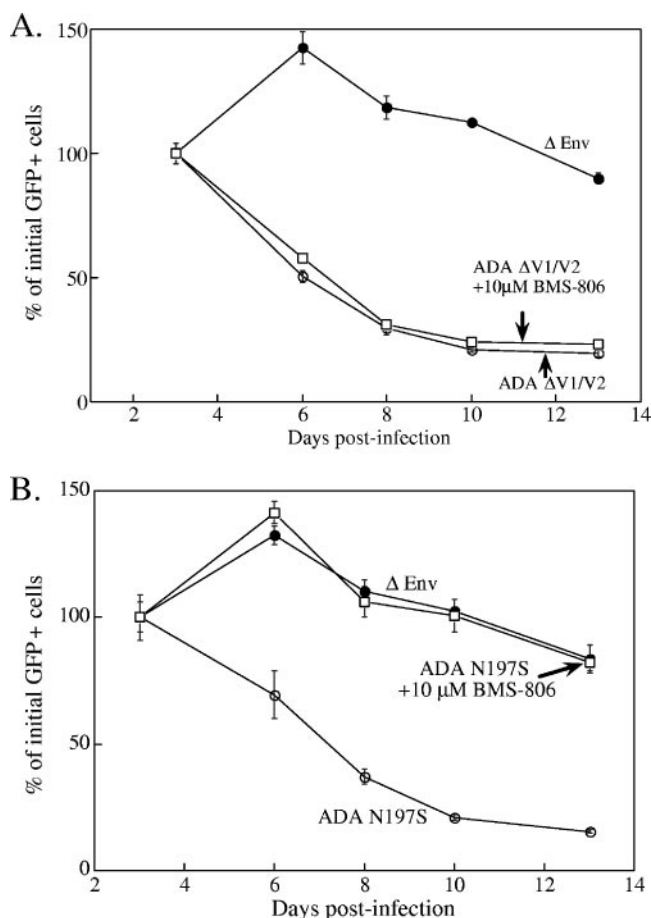 A.
150
100
50
0
% of initial GFP+ cells
Δ Env
ADA ΔV1/V2
+10µM BMS-806
ADA ΔV1/V2
2 4 6 8 10 12 14
Days post-infection
B.
150
100
50
0
% of initial GFP+ cells
Δ Env
ADA N197S
+10 µM BMS-806
ADA N197S
2 4 6 8 10 12 14
Days post-infection